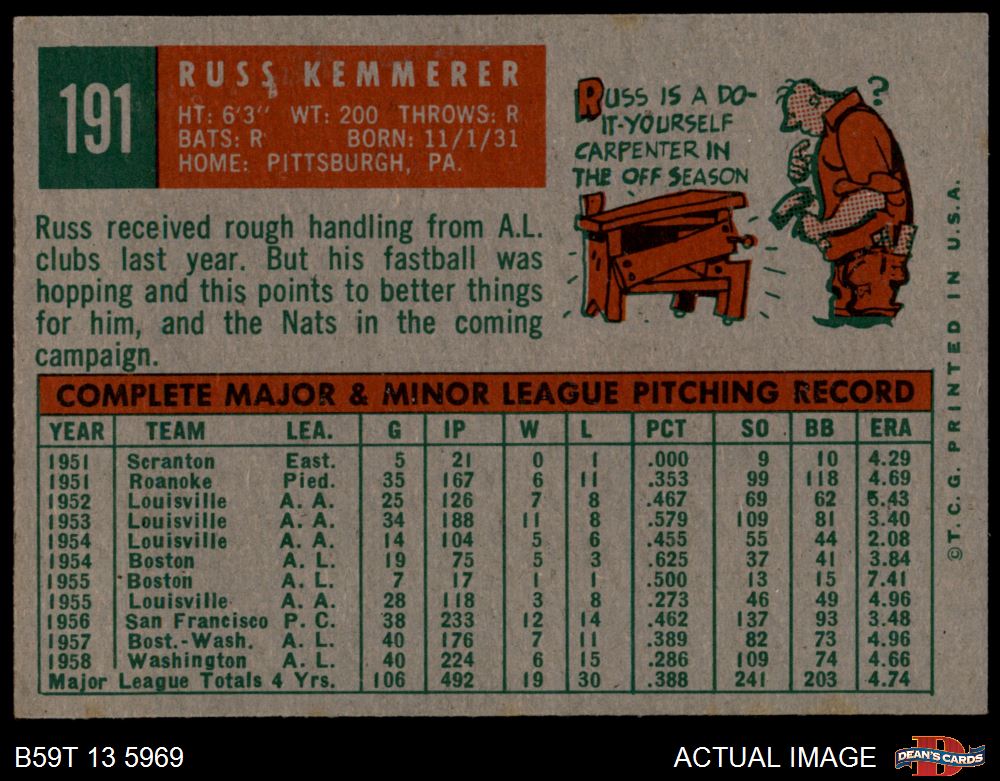 191
RUSS KEMMERER
HT: 6'3" WT: 200 THROWS: R
BATS: R BORN: 11/1/31
HOME: PITTSBURGH, PA.
RUSS IS A DO-
IT-YOURSELF
CARPENTER IN
THE OFF SEASON
?
Russ received rough handling from A.L.
clubs last year. But his fastball was
hopping and this points to better things
for him, and the Nats in the coming
campaign.
COMPLETE MAJOR & MINOR LEAGUE PITCHING RECORD
YEAR TEAM LEA. G IP W L PCT SO BB ERA
1951 Scranton East. 5 21 0 1 .000 9 10 4.29
1951 Roanoke Pied. 35 167 6 11 .353 99 118 4.69
1952 Louisville A. A. 25 126 7 8 .467 69 62 5.43
1953 Louisville A. A. 34 188 11 8 .579 109 81 3.40
1954 Louisville A. A. 14 104 5 6 .455 55 44 2.08
1954 Boston A. L. 19 75 5 3 .625 37 41 3.84
1955 Boston A. L. 7 17 1 1 .500 13 15 7.41
1955 Louisville A. A. 28 118 3 8 .273 46 49 4.96
1956 San Francisco P. C. 38 233 12 14 .462 137 93 3.48
1957 Bost.-Wash. A. L. 40 176 7 11 .389 82 73 4.96
1958 Washington A. L. 40 224 6 15 .286 109 74 4.66
Major League Totals 4 Yrs. 106 492 19 30 .388 241 203 4.74
©T. C. G. PRINTED IN U.S.A.
B59T 13 5969
ACTUAL IMAGE
D
DEAN'S CARDS